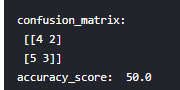 confusion_matrix:
[[4 2]
[5 3]]
accuracy_score:  50.0